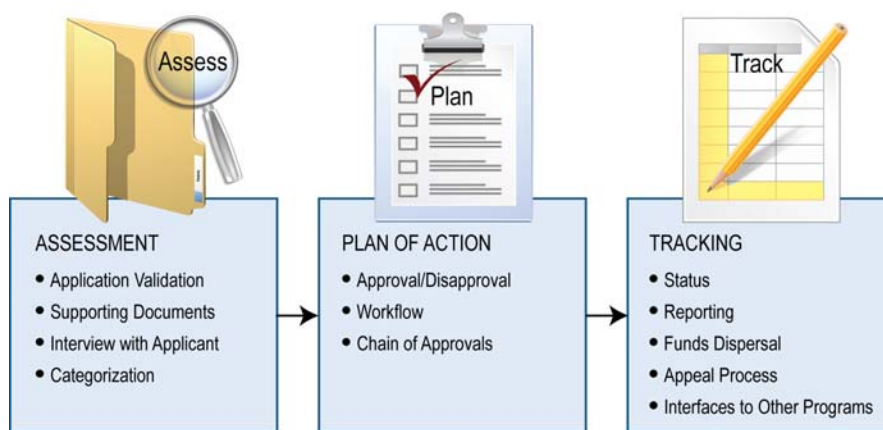 Assess
Plan
Track
ASSESSMENT
• Application Validation
• Supporting Documents
• Interview with Applicant
• Categorization
PLAN OF ACTION
• Approval/Disapproval
• Workflow
• Chain of Approvals
TRACKING
• Status
• Reporting
• Funds Dispersal
• Appeal Process
• Interfaces to Other Programs